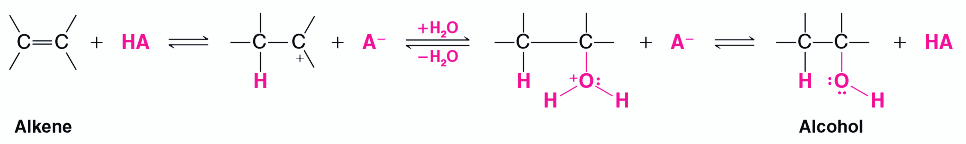 C=C + HA ⇌ —C—C + A⁻ +H₂O ⇌ −H₂O —C—C— + A⁻ ⇌ —C—C— + HA
+
H H +O: H :O:
H H H
Alkene Alcohol